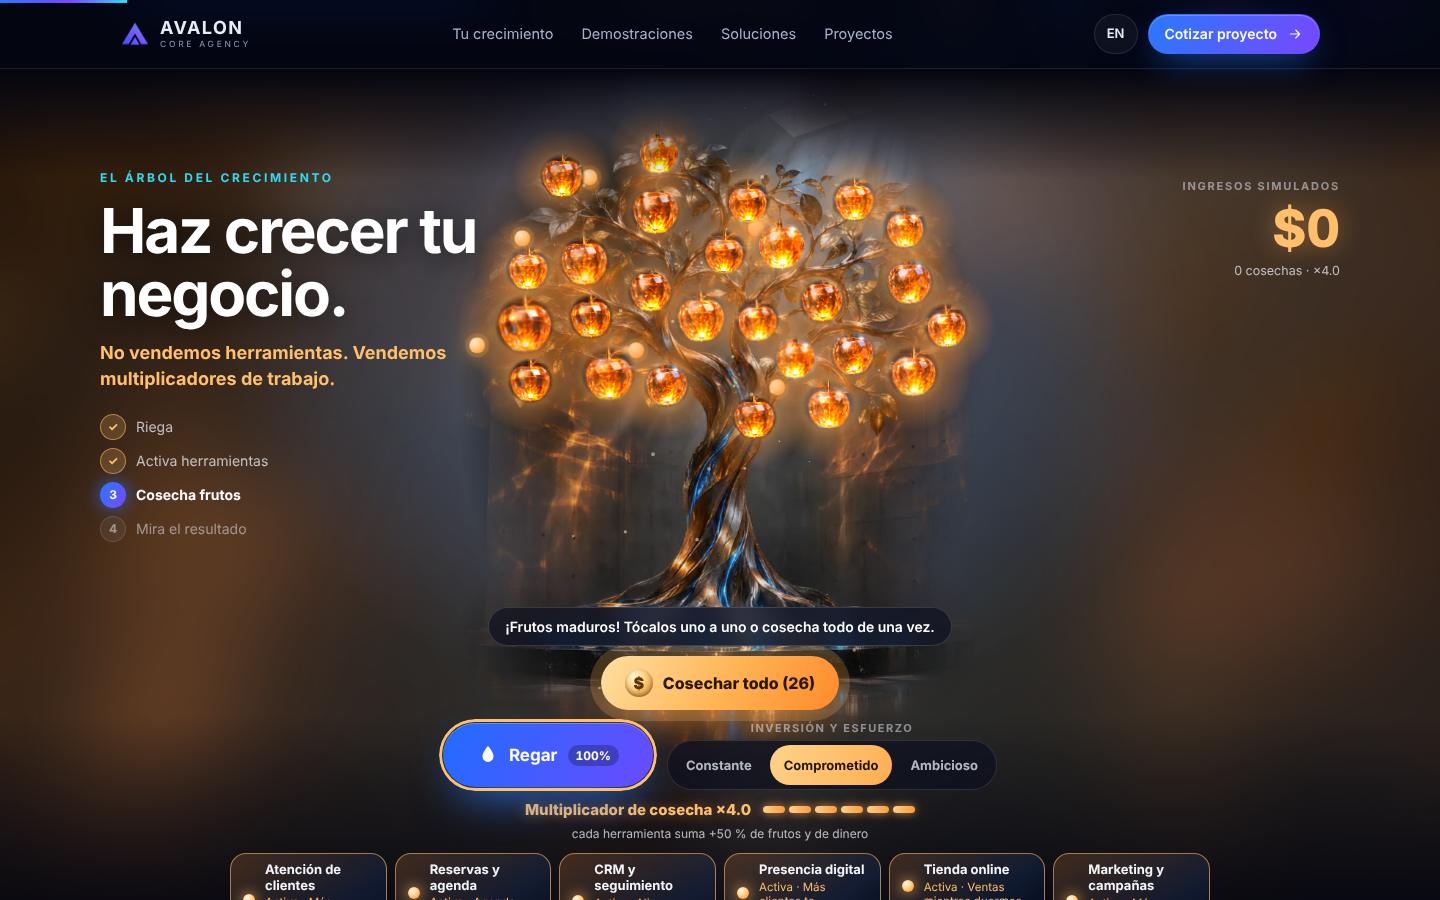 AVALON
CORE AGENCY
Tu crecimiento
Demostraciones
Soluciones
Proyectos
EN
Cotizar proyecto →
EL ÁRBOL DEL CRECIMIENTO
Haz crecer tu
negocio.
No vendemos herramientas. Vendemos
multiplicadores de trabajo.
Riega
Activa herramientas
3 Cosecha frutos
4 Mira el resultado
INGRESOS SIMULADOS
$0
0 cosechas · ×4.0
¡Frutos maduros! Tócalos uno a uno o cosecha todo de una vez.
$ Cosechar todo (26)
Regar 100%
INVERSIÓN Y ESFUERZO
Constante
Comprometido
Ambicioso
Multiplicador de cosecha ×4.0
cada herramienta suma +50 % de frutos y de dinero
Atención de
clientes
Reservas y
agenda
CRM y
seguimiento
Presencia digital
Activa · Más
Tienda online
Activa · Ventas
Marketing y
campañas